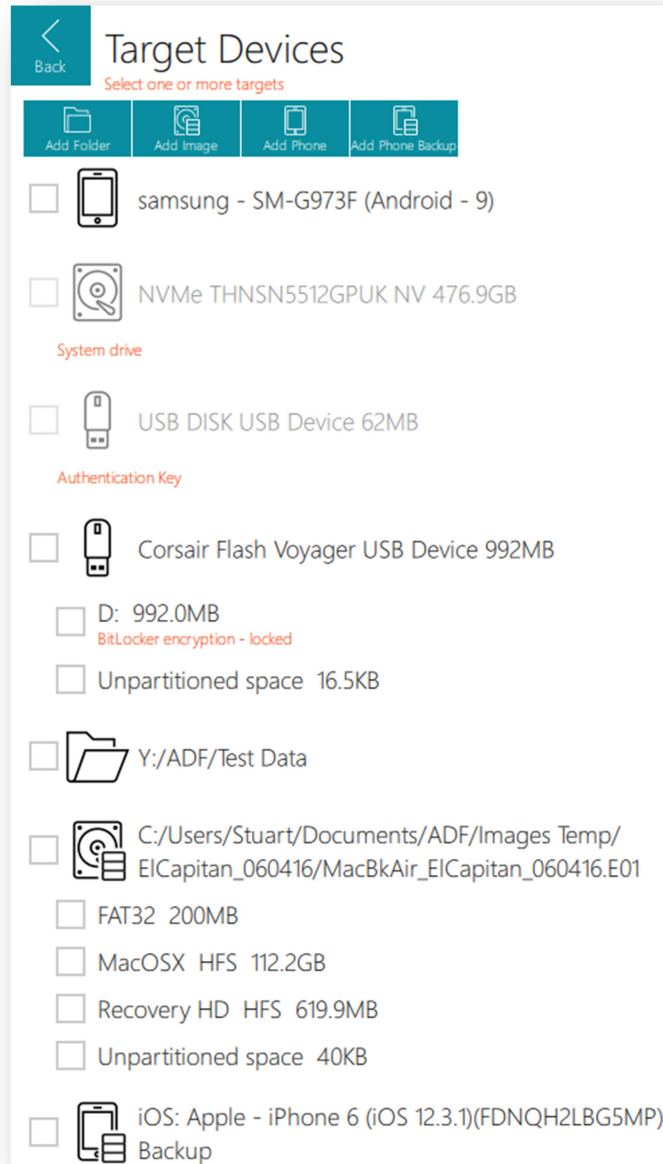 Back
Target Devices
Select one or more targets
Add Folder
Add Image
Add Phone
Add Phone Backup
samsung - SM-G973F (Android - 9)
NVMe THNSN5512GPUK NV 476.9GB
System drive
USB DISK USB Device 62MB
Authentication Key
Corsair Flash Voyager USB Device 992MB
D: 992.0MB
BitLocker encryption - locked
Unpartitioned space 16.5KB
Y:/ADF/Test Data
C:/Users/Stuart/Documents/ADF/Images Temp/
ElCapitan_060416/MacBkAir_ElCapitan_060416.E01
FAT32 200MB
MacOSX HFS 112.2GB
Recovery HD HFS 619.9MB
Unpartitioned space 40KB
iOS: Apple - iPhone 6 (iOS 12.3.1)(FDNQH2LBG5MP)
Backup